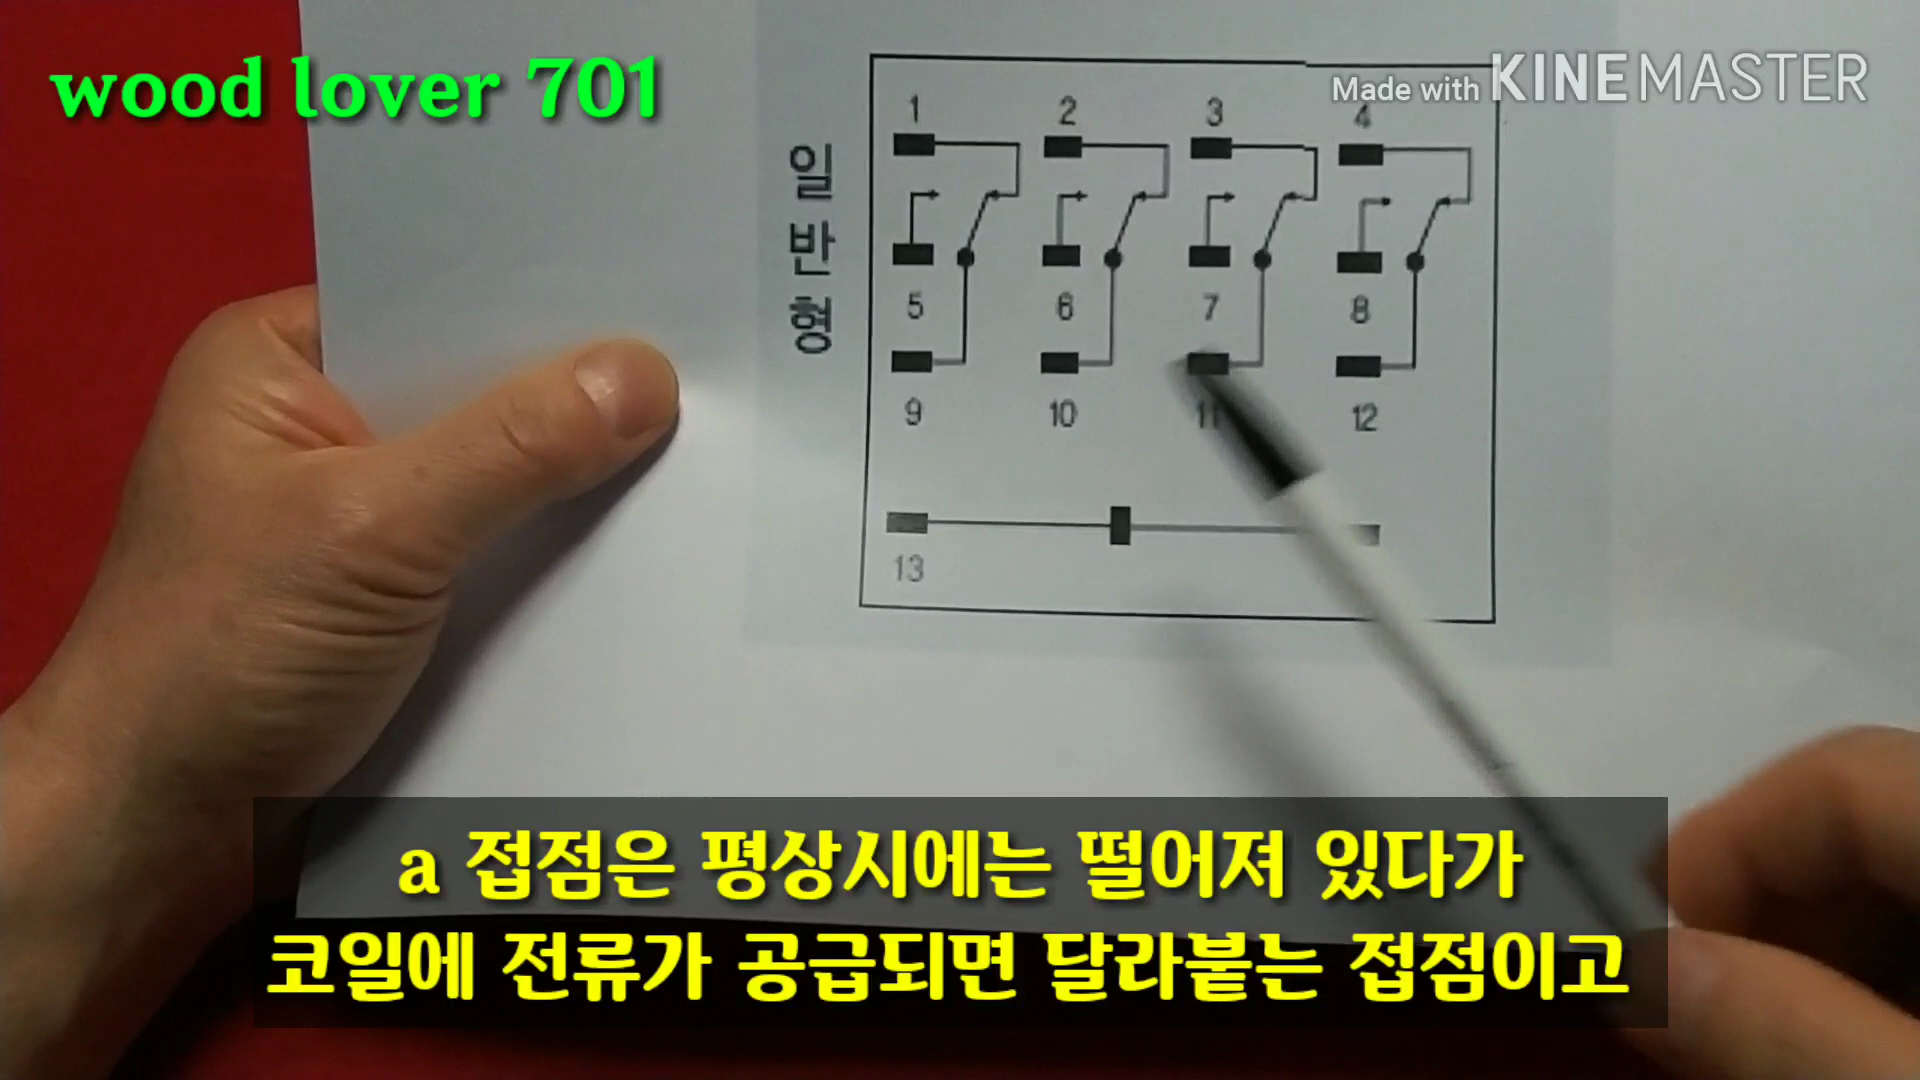 wood lover 701
Made with KINEMASTER
일반형
1 2 3 4
5 6 7 8
9 10 11 12
13
a 접점은 평상시에는 떨어져 있다가
코일에 전류가 공급되면 달라붙는 접점이고